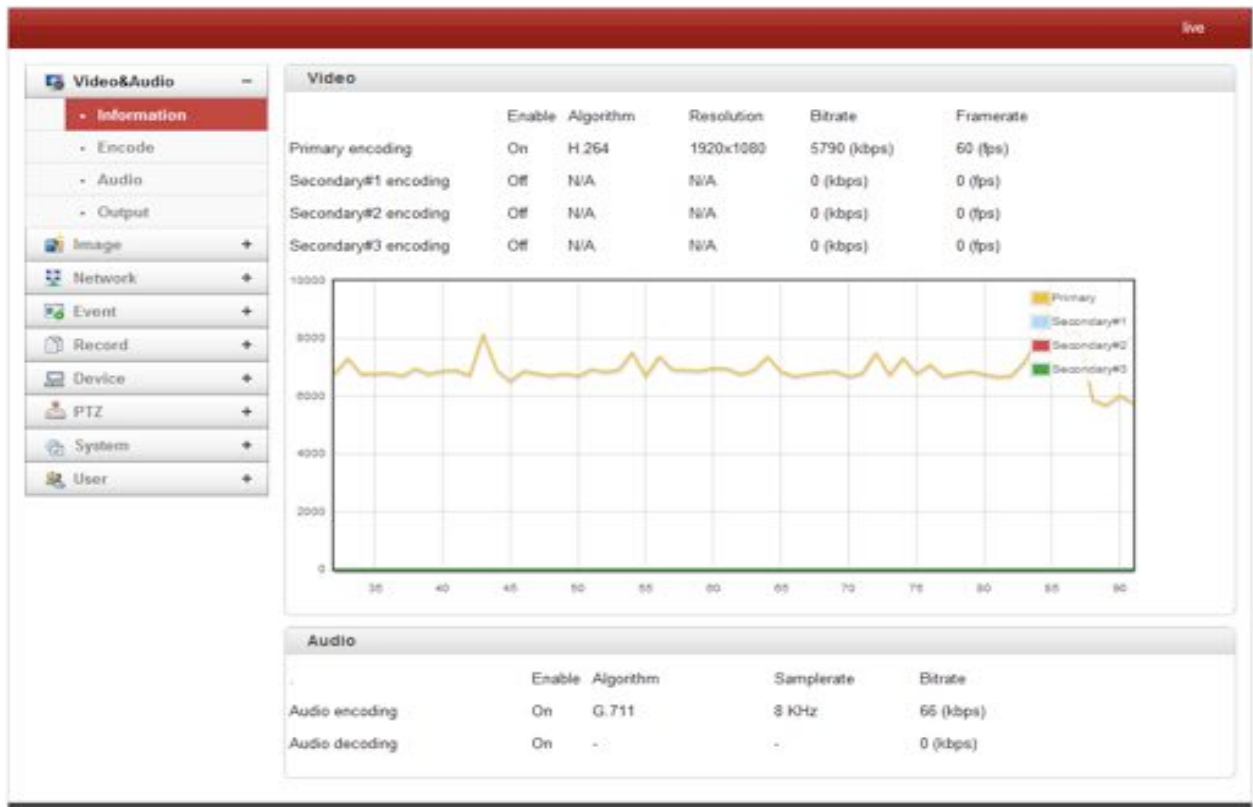 live
Video&Audio -
- Information
- Encode
- Audio
- Output
Image +
Network +
Event +
Record +
Device +
PTZ +
System +
User +
Video
Enable Algorithm Resolution Bitrate Framerate
Primary encoding On H.264 1920x1080 5790 (kbps) 60 (fps)
Secondary#1 encoding Off N/A N/A 0 (kbps) 0 (fps)
Secondary#2 encoding Off N/A N/A 0 (kbps) 0 (fps)
Secondary#3 encoding Off N/A N/A 0 (kbps) 0 (fps)
10000
8000
6000
4000
2000
0
Primary
Secondary#1
Secondary#2
Secondary#3
35 40 45 50 55 60 65 70 75 80 85 90
Audio
. Enable Algorithm Samplerate Bitrate
Audio encoding On G.711 8 KHz 66 (kbps)
Audio decoding On - - 0 (kbps)